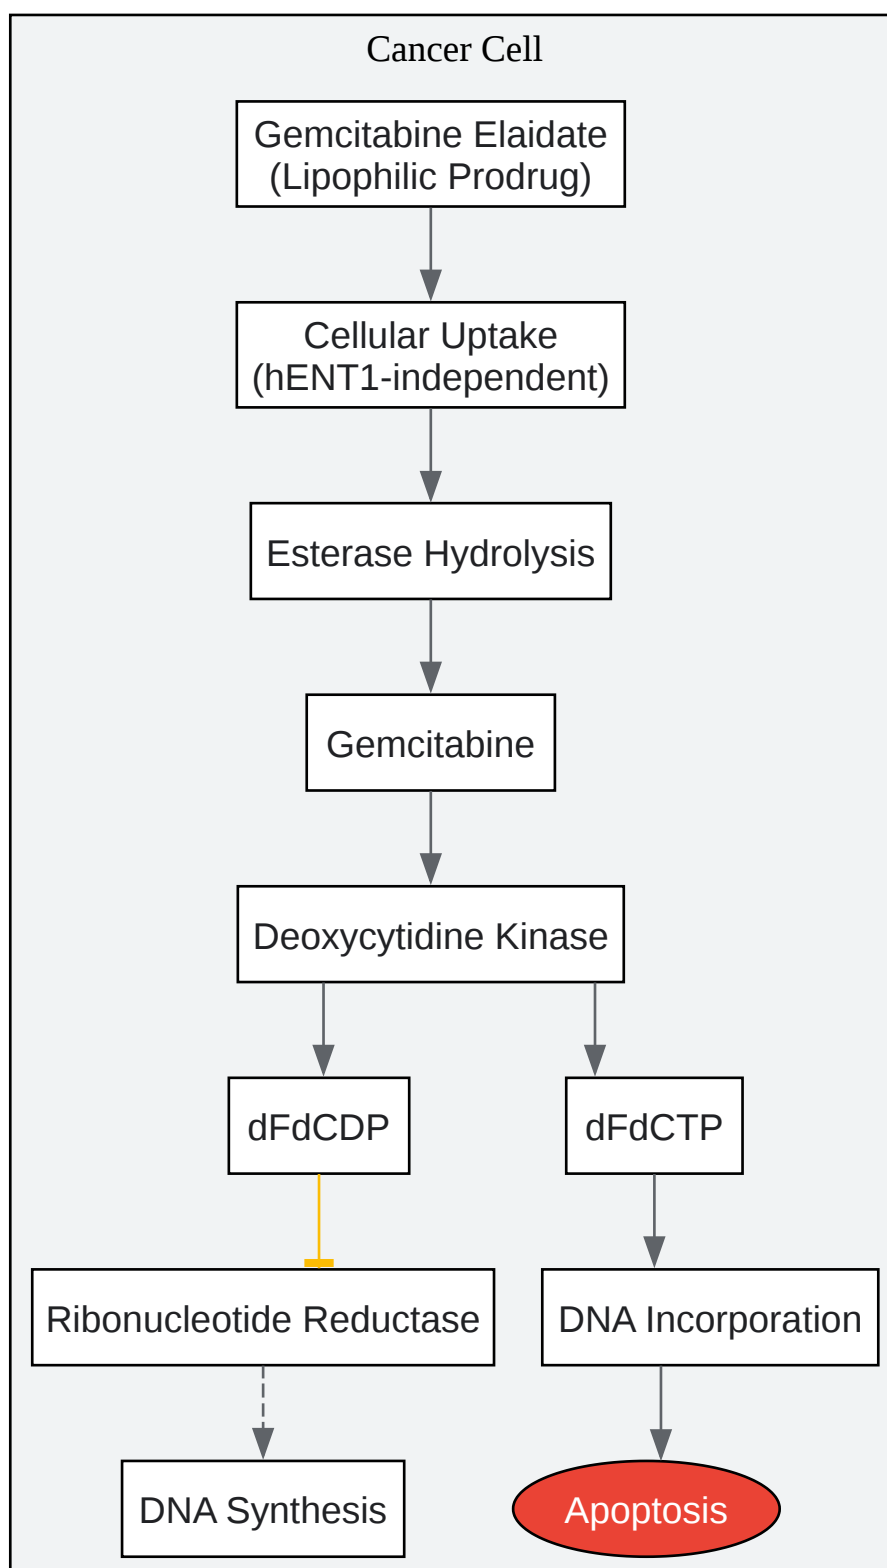 Cancer Cell
Gemcitabine Elaidate
(Lipophilic Prodrug)
Cellular Uptake
(hENT1-independent)
Esterase Hydrolysis
Gemcitabine
Deoxycytidine Kinase
dFdCDP
dFdCTP
Ribonucleotide Reductase
DNA Incorporation
DNA Synthesis
Apoptosis